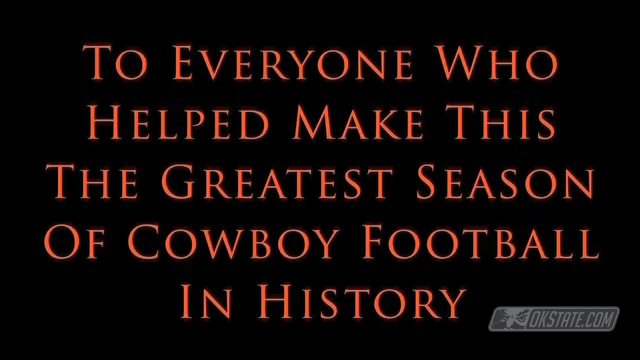 To Everyone Who
Helped Make This
The Greatest Season
Of Cowboy Football
In History
OKSTATE.COM